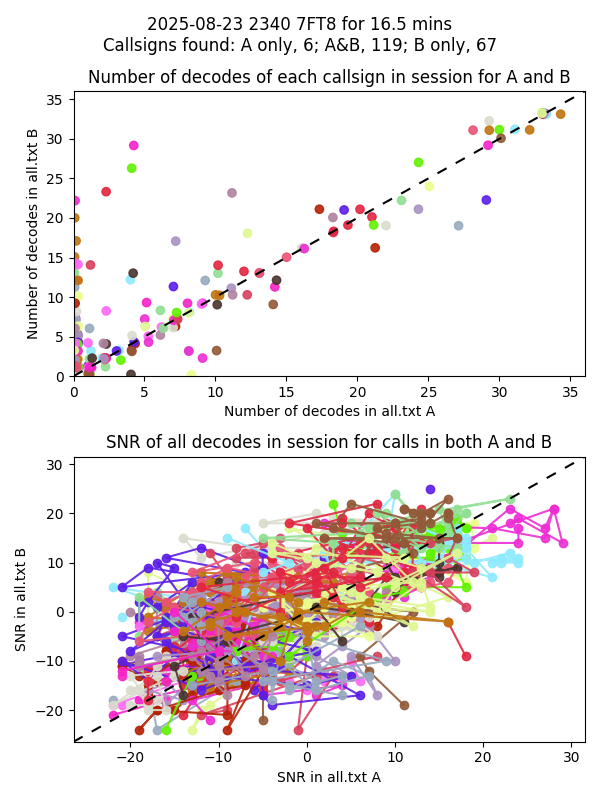 2025-08-23 2340 7FT8 for 16.5 mins
Callsigns found: A only, 6; A&B, 119; B only, 67
Number of decodes of each callsign in session for A and B
35
30
25
20
15
10
5
0
Number of decodes in all.txt B
0 5 10 15 20 25 30 35
Number of decodes in all.txt A
SNR of all decodes in session for calls in both A and B
30
20
10
0
−10
−20
SNR in all.txt B
−20 −10 0 10 20 30
SNR in all.txt A